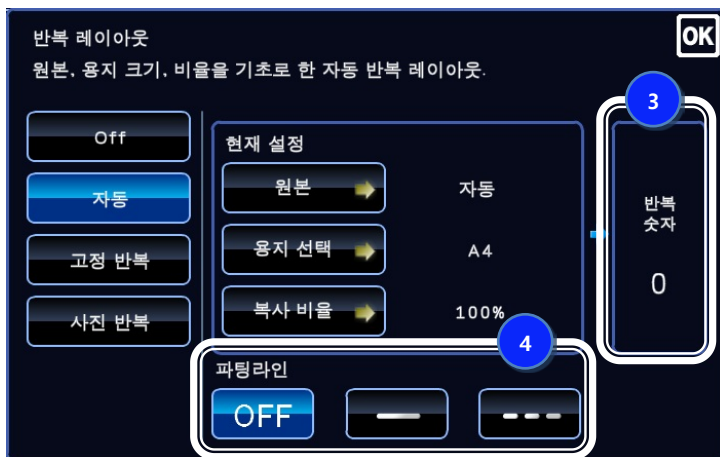 반복 레이아웃
OK
원본, 용지 크기, 비율을 기초로 한 자동 반복 레이아웃.
3
Off
자동
고정 반복
사진 반복
현재 설정
원본
자동
용지 선택
A4
복사 비율
100%
반복
숫자
0
4
파팅라인
OFF